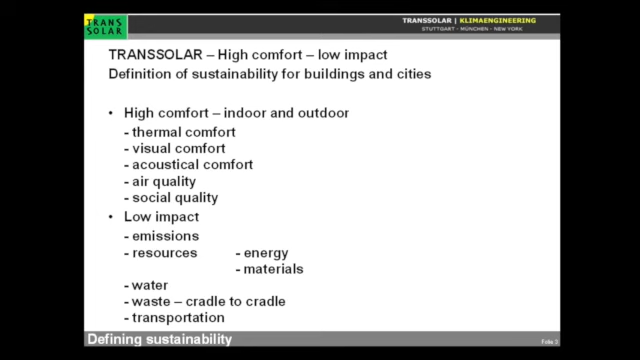 TRANS
SOLAR
TRANSSOLAR | KLIMAENGINEERING
STUTTGART - MÜNCHEN - NEW YORK
TRANSSOLAR – High comfort – low impact
Definition of sustainability for buildings and cities
• High comfort – indoor and outdoor
- thermal comfort
- visual comfort
- acoustical comfort
- air quality
- social quality
• Low impact
- emissions
- resources - energy
- materials
- water
- waste – cradle to cradle
- transportation
Defining sustainability
Folie 3